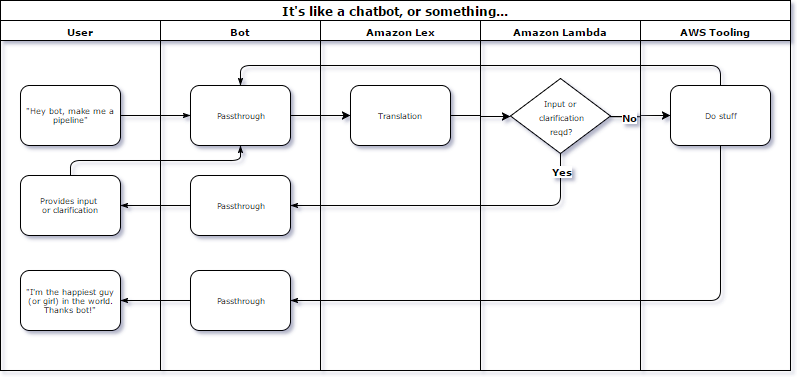 It's like a chatbot, or something...
User
Bot
Amazon Lex
Amazon Lambda
AWS Tooling
"Hey bot, make me a
pipeline"
Passthrough
Translation
Input or
clarification
reqd?
No
Do stuff
Yes
Provides input
or clarification
Passthrough
"I'm the happiest guy
(or girl) in the world.
Thanks bot!"
Passthrough